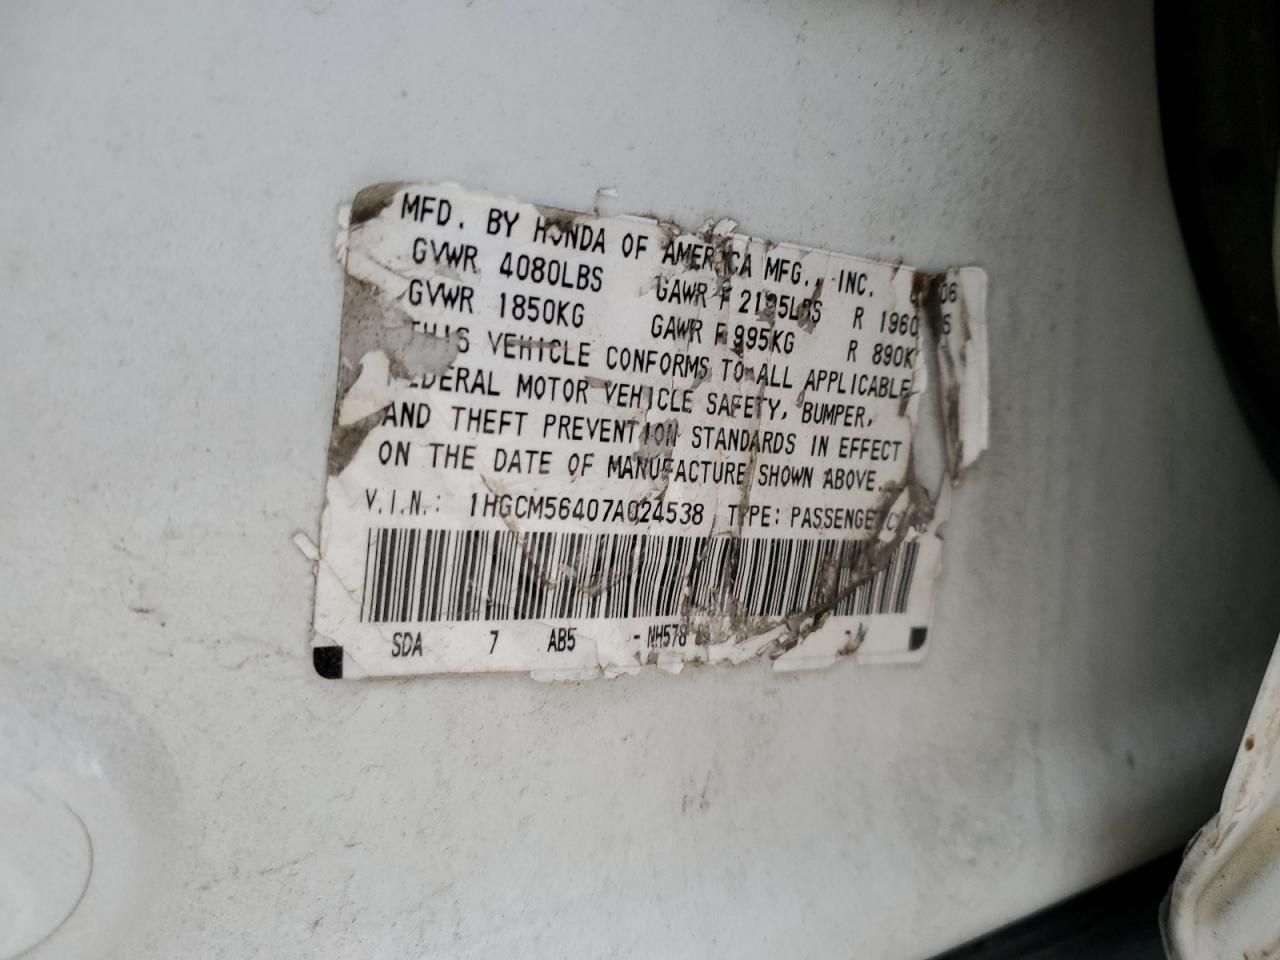 MFD. BY HONDA OF AMERICA MFG., INC. 06
GVWR 4080LBS GAWR F 2195LBS R 1960
GVWR 1850KG GAWR F 995KG R 890K
THIS VEHICLE CONFORMS TO ALL APPLICABLE
FEDERAL MOTOR VEHICLE SAFETY, BUMPER,
AND THEFT PREVENTION STANDARDS IN EFFECT
ON THE DATE OF MANUFACTURE SHOWN ABOVE.
V.I.N.: 1HGCM56407A024538 TYPE: PASSENGER
SDA 7 AB5 -NH578